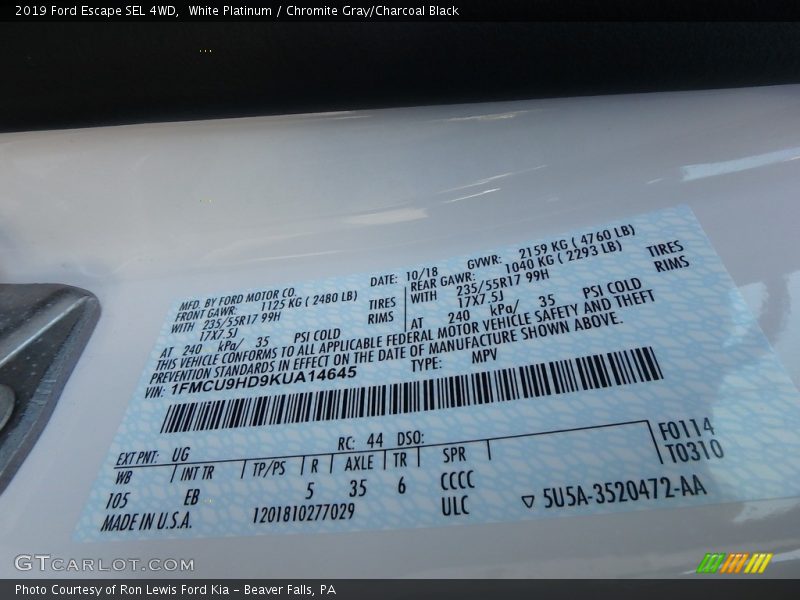 2019 Ford Escape SEL 4WD,  White Platinum / Chromite Gray/Charcoal Black
MFD. BY FORD MOTOR CO. DATE: 10/18 GVWR: 2159 KG ( 4760 LB)
FRONT GAWR: 1125 KG ( 2480 LB) REAR GAWR: 1040 KG ( 2293 LB)
WITH 235/55R17 99H TIRES WITH 235/55R17 99H TIRES
17X7.5J RIMS 17X7.5J RIMS
AT 240 kPa/ 35 PSI COLD AT 240 kPa/ 35 PSI COLD
THIS VEHICLE CONFORMS TO ALL APPLICABLE FEDERAL MOTOR VEHICLE SAFETY AND THEFT
PREVENTION STANDARDS IN EFFECT ON THE DATE OF MANUFACTURE SHOWN ABOVE.
VIN: 1FMCU9HD9KUA14645 TYPE: MPV
EXT PNT: UG RC: 44 DSO: F0114
WB INT TR TP/PS R AXLE TR SPR T0310
105 EB 5 35 6 CCCC
MADE IN U.S.A. 1201810277029 ULC ▽ 5U5A-3520472-AA
GTCARLOT.COM
Photo Courtesy of Ron Lewis Ford Kia – Beaver Falls, PA